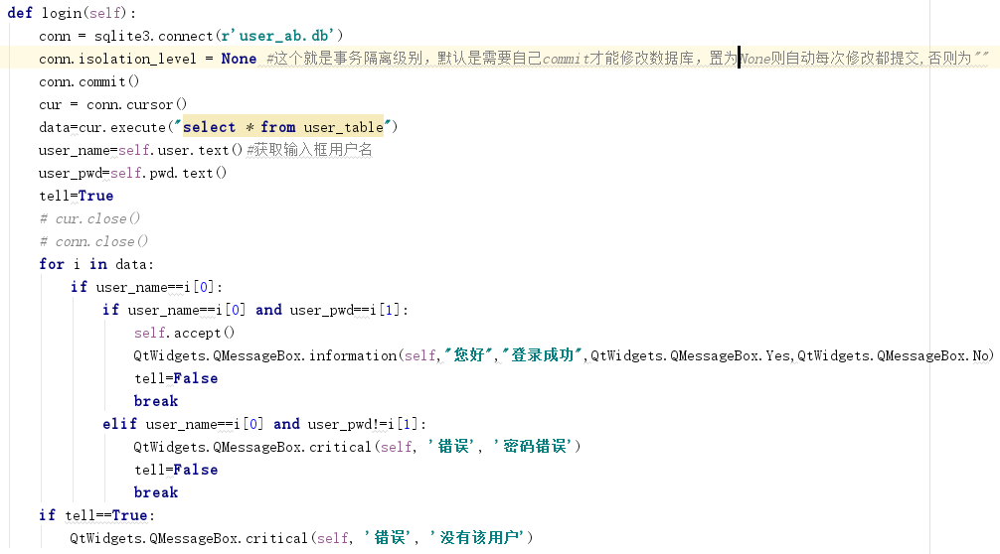 def login(self):
    conn = sqlite3.connect(r'user_ab.db')
    conn.isolation_level = None #这个就是事务隔离级别，默认是需要自己commit才能修改数据库，置为None则自动每次修改都提交,否则为""
    conn.commit()
    cur = conn.cursor()
    data=cur.execute("select * from user_table")
    user_name=self.user.text()#获取输入框用户名
    user_pwd=self.pwd.text()
    tell=True
    # cur.close()
    # conn.close()
    for i in data:
        if user_name==i[0]:
            if user_name==i[0] and user_pwd==i[1]:
                self.accept()
                QtWidgets.QMessageBox.information(self,"您好","登录成功",QtWidgets.QMessageBox.Yes,QtWidgets.QMessageBox.No)
                tell=False
                break
            elif user_name==i[0] and user_pwd!=i[1]:
                QtWidgets.QMessageBox.critical(self, '错误', '密码错误')
                tell=False
                break
    if tell==True:
        QtWidgets.QMessageBox.critical(self, '错误', '没有该用户')